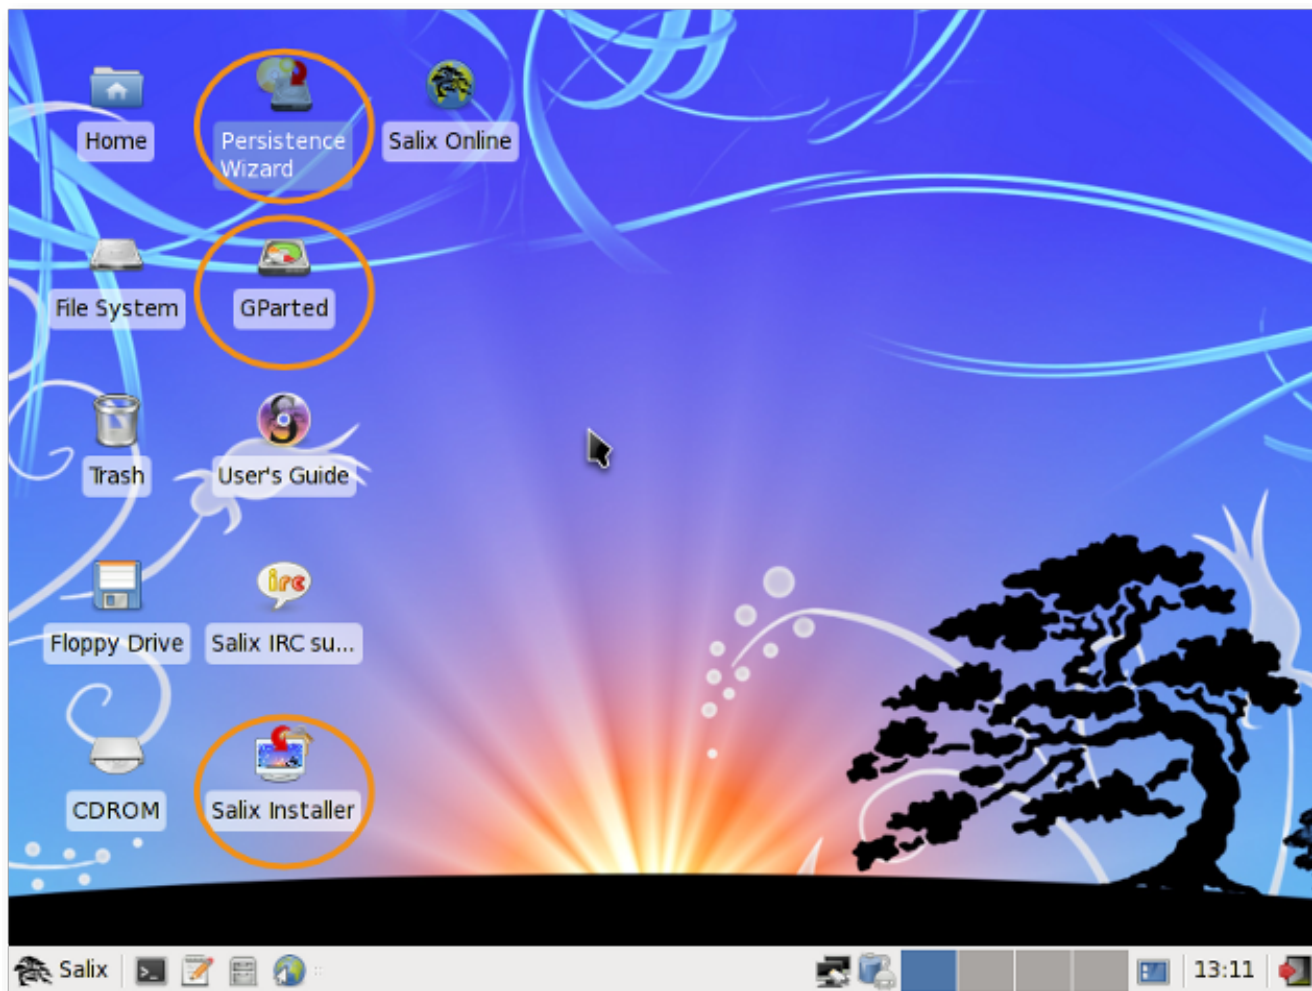 Home
Persistence
Wizard
Salix Online
File System
GParted
Trash
User's Guide
Floppy Drive
irc
Salix IRC su...
CDROM
Salix Installer
Salix
13:11